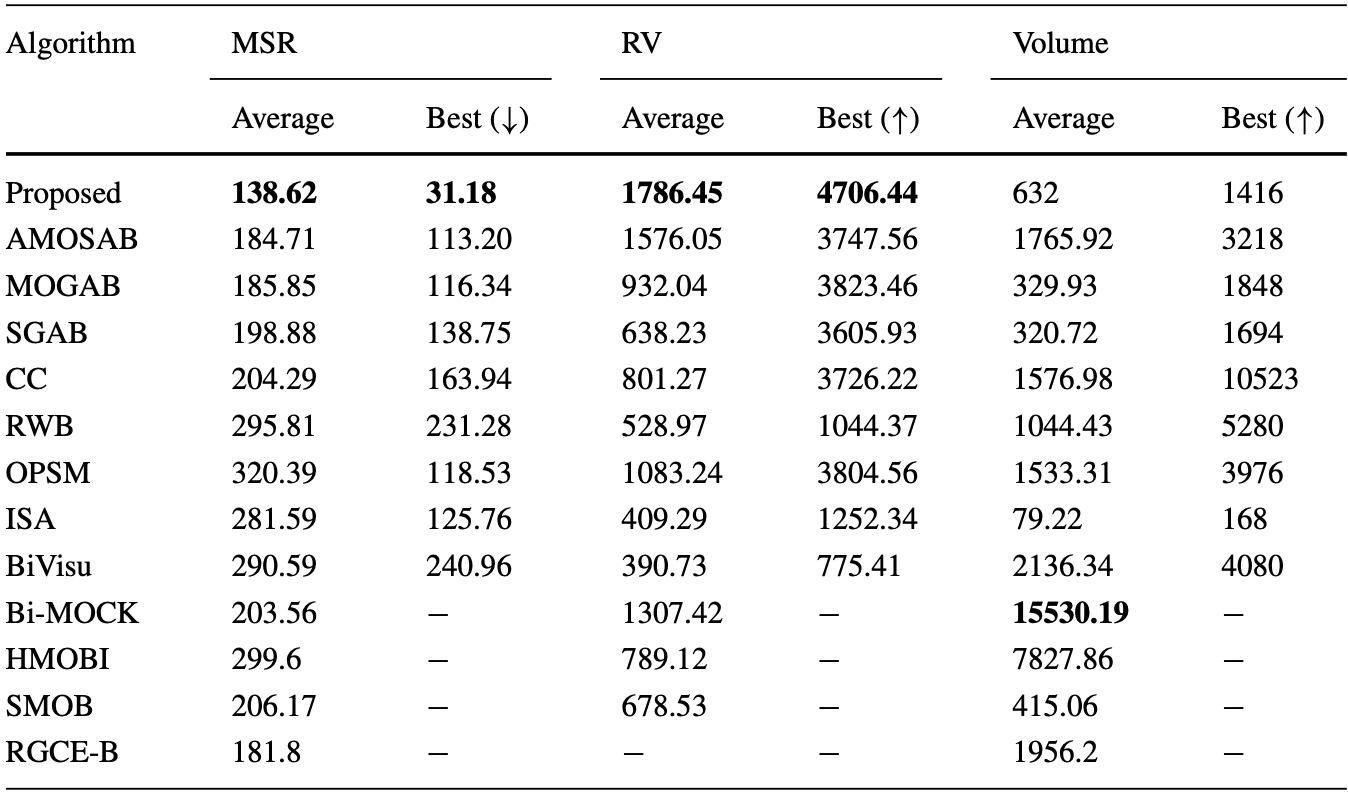 Algorithm MSR RV Volume
Average Best (↓) Average Best (↑) Average Best (↑)
Proposed 138.62 31.18 1786.45 4706.44 632 1416
AMOSAB 184.71 113.20 1576.05 3747.56 1765.92 3218
MOGAB 185.85 116.34 932.04 3823.46 329.93 1848
SGAB 198.88 138.75 638.23 3605.93 320.72 1694
CC 204.29 163.94 801.27 3726.22 1576.98 10523
RWB 295.81 231.28 528.97 1044.37 1044.43 5280
OPSM 320.39 118.53 1083.24 3804.56 1533.31 3976
ISA 281.59 125.76 409.29 1252.34 79.22 168
BiVisu 290.59 240.96 390.73 775.41 2136.34 4080
Bi-MOCK 203.56 – 1307.42 – 15530.19 –
HMOBI 299.6 – 789.12 – 7827.86 –
SMOB 206.17 – 678.53 – 415.06 –
RGCE-B 181.8 – – – 1956.2 –